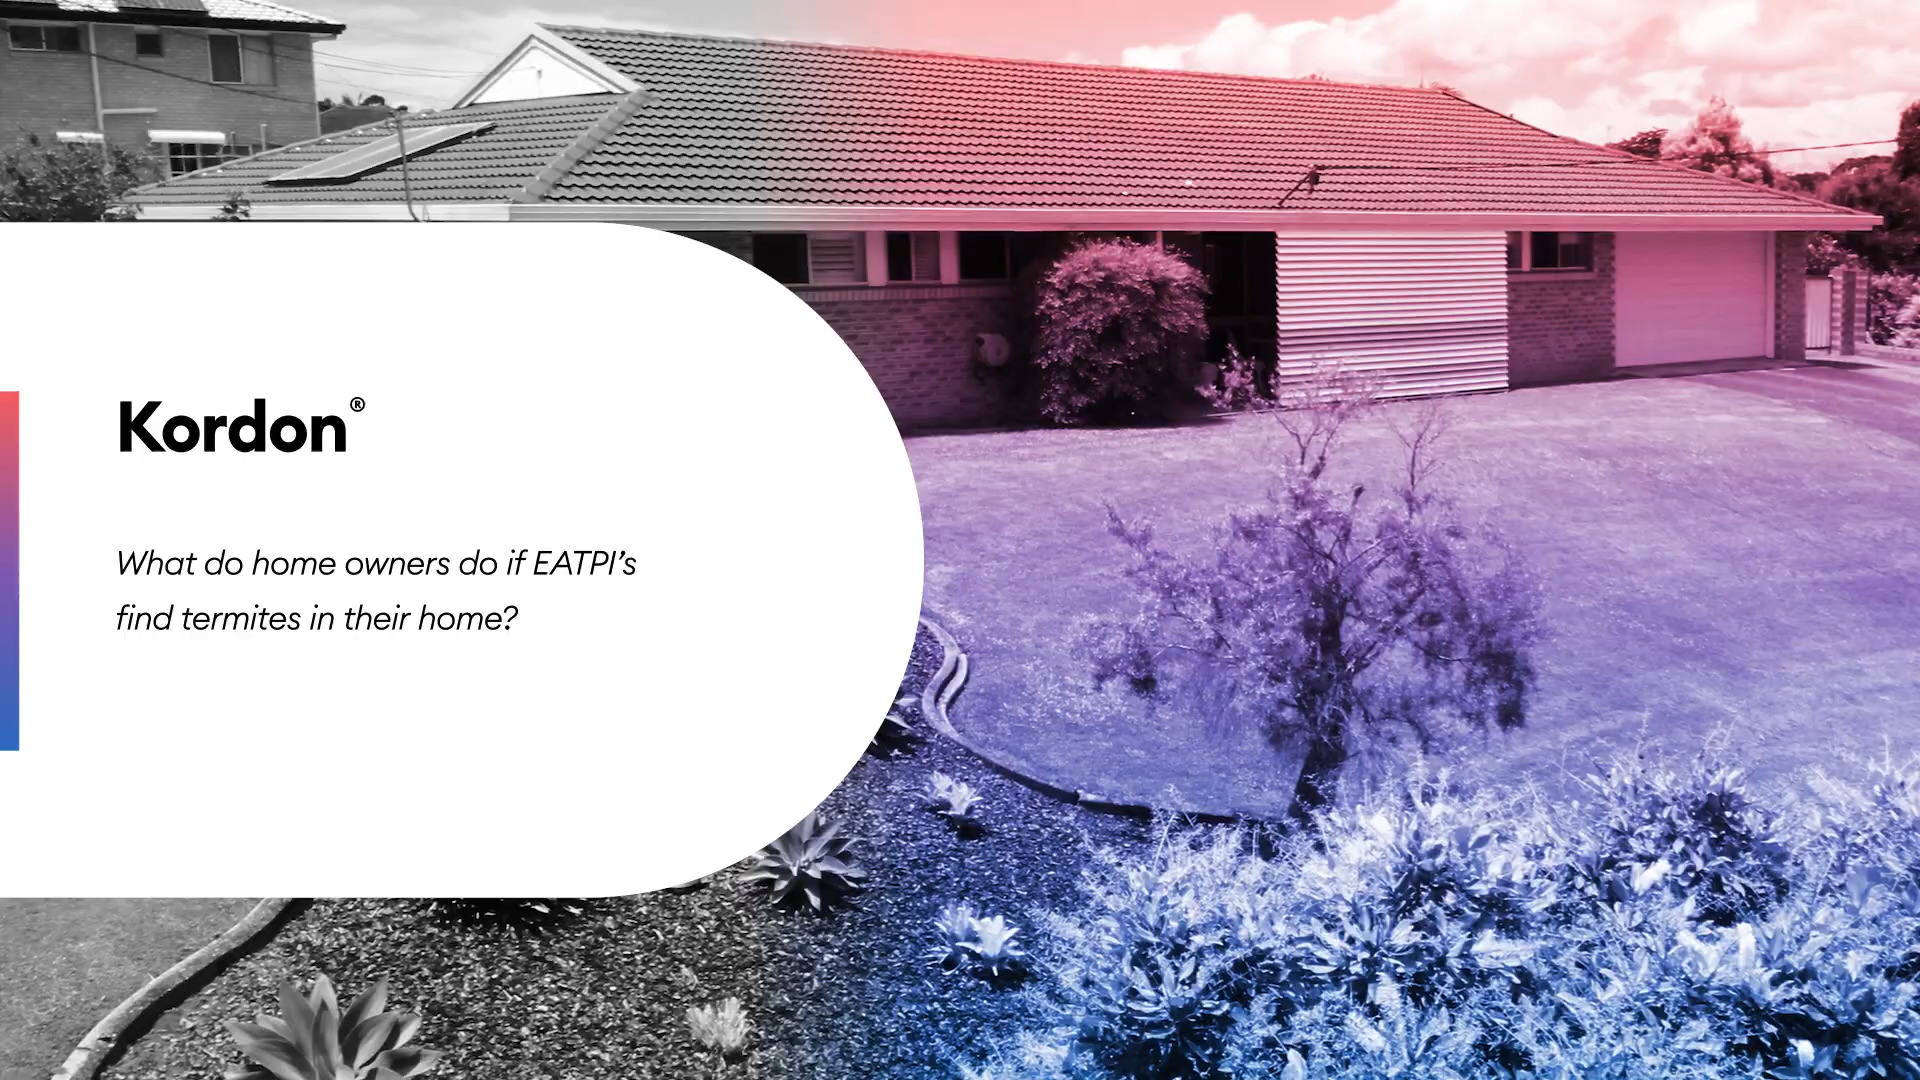 Kordon®
What do home owners do if EATPI’s
find termites in their home?